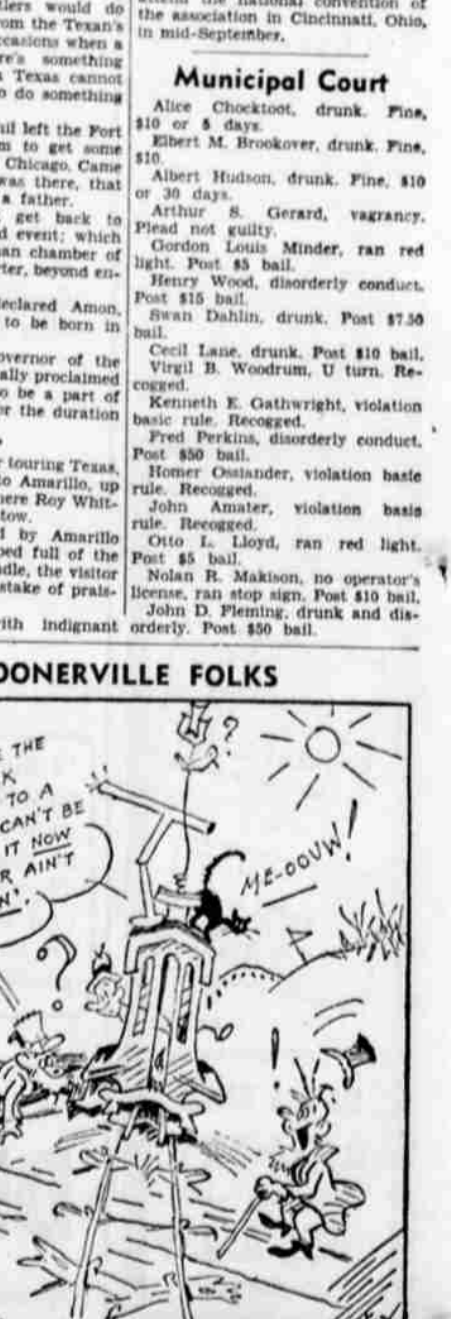 tlers would do
om the Texan's
ccasions when a
re's something
Texas cannot
o do something
uil left the Fort
m to get some
Chicago. Came
was there, that
a father.
get back to
d event; which
an chamber of
ter, beyond en-
eclared Amon,
to be born in
overnor of the
ally proclaimed
o be a part of
r the duration
touring Texas,
o Amarillo, up
ere Roy Whit-
tow.
d by Amarillo
ped full of the
dle, the visitor
stake of prais-
ith indignant
the national convention of
the association in Cincinnati, Ohio,
in mid-September.
Municipal Court
Alice Chocktoot, drunk. Fine,
$10 or 5 days.
Elbert M. Brookover, drunk. Fine,
$10.
Albert Hudson, drunk. Fine, $10
or 30 days.
Arthur S. Gerard, vagrancy.
Plead not guilty.
Gordon Louis Minder, ran red
light. Post $5 bail.
Henry Wood, disorderly conduct.
Post $15 bail.
Swan Dahlin, drunk. Post $7.50
bail.
Cecil Lane, drunk. Post $10 bail.
Virgil B. Woodrum, U turn. Re-
cogged.
Kenneth E. Gathwright, violation
basic rule. Recogged.
Fred Perkins, disorderly conduct.
Post $50 bail.
Homer Ossiander, violation basic
rule. Recogged.
John Amater, violation basic
rule. Recogged.
Otto L. Lloyd, ran red light.
Post $5 bail.
Nolan R. Makison, no operator's
license, ran stop sign. Post $10 bail.
John D. Fleming, drunk and dis-
orderly. Post $50 bail.
OONERVILLE FOLKS
THE
K
TO A
CAN'T BE
IT NOW
R AIN'T
N'.
?
ME-OOUW!
?
!